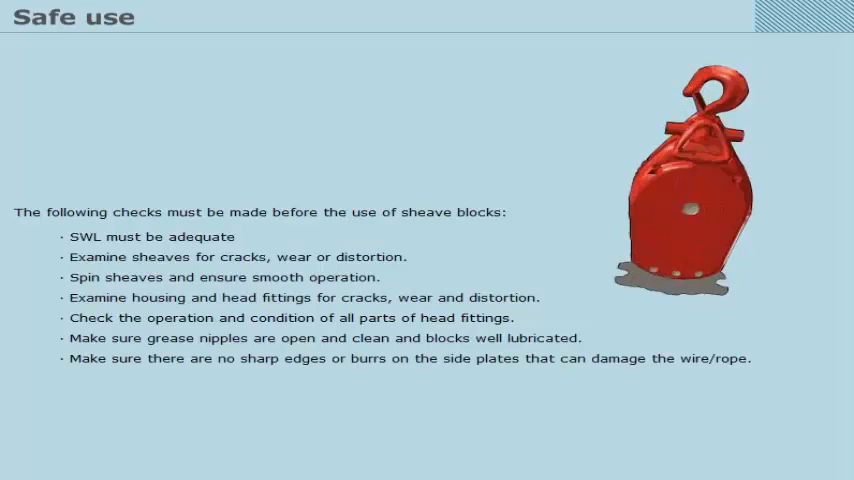 Safe use
The following checks must be made before the use of sheave blocks:
· SWL must be adequate
· Examine sheaves for cracks, wear or distortion.
· Spin sheaves and ensure smooth operation.
· Examine housing and head fittings for cracks, wear and distortion.
· Check the operation and condition of all parts of head fittings.
· Make sure grease nipples are open and clean and blocks well lubricated.
· Make sure there are no sharp edges or burrs on the side plates that can damage the wire/rope.